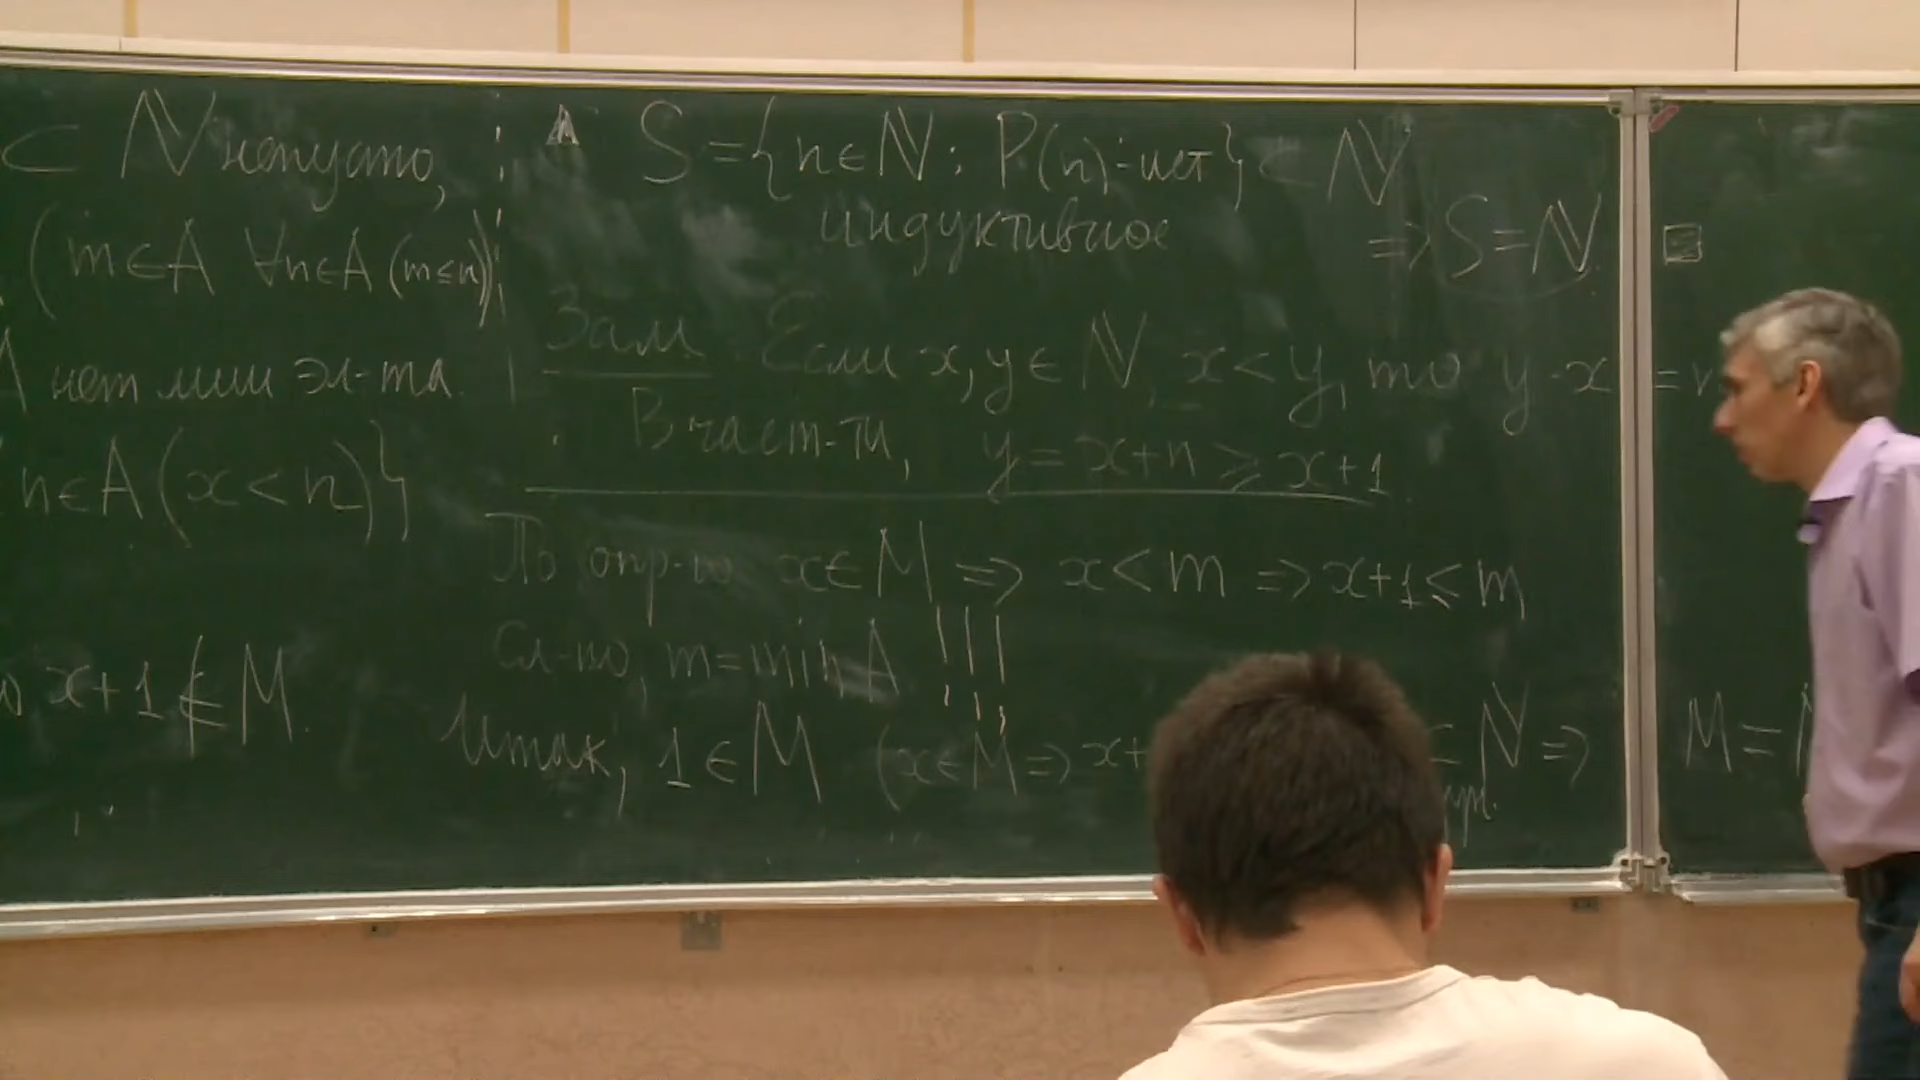 ⊂ ℕ непусто,
(m∈A ∀n∈A (m≤n))
A нет мин эл-та.
n∈A (x<n)}
x+1 ∉ M.
▲ S={n∈ℕ: P(n)-ист} ⊂ ℕ
индуктивное
⇒ S=ℕ.
Зам Если x,y∈ℕ, x<y, то y-x = n
В част-ти, y=x+n ⩾ x+1.
По опр-ю x∈M ⇒ x<m ⇒ x+1≤m
Сл-но, m=min A !!!
Итак, 1∈M (x∈M ⇒ x+
ℕ ⇒ M=